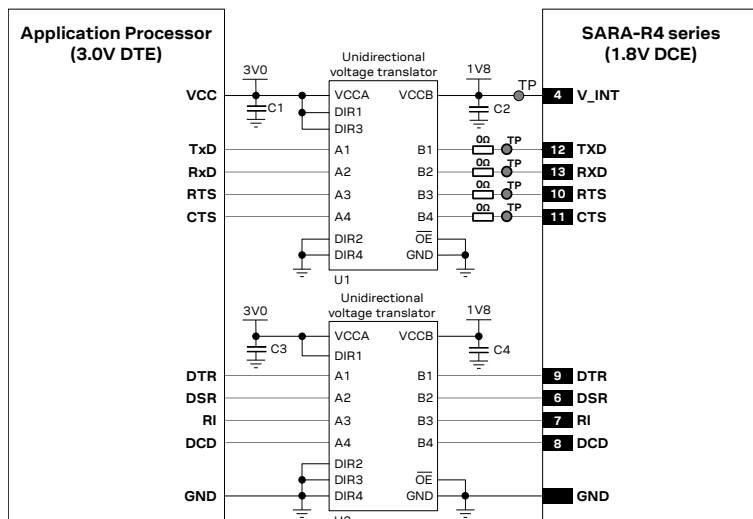 Application Processor
(3.0V DTE)
SARA-R4 series
(1.8V DCE)
Unidirectional
voltage translator
3V0
1V8
TP
VCC
C1
VCCA
VCCB
C2
4
V_INT
DIR1
DIR3
0Ω
TP
TxD
A1
B1
12
TXD
0Ω
TP
RxD
A2
B2
13
RXD
0Ω
TP
RTS
A3
B3
10
RTS
0Ω
TP
CTS
A4
B4
11
CTS
DIR2
OE
DIR4
GND
U1
Unidirectional
voltage translator
3V0
1V8
VCCA
VCCB
C3
C4
DIR1
DTR
A1
B1
9
DTR
DSR
A2
B2
6
DSR
RI
A3
B3
7
RI
DCD
A4
B4
8
DCD
DIR2
DIR3
OE
GND
DIR4
GND
GND